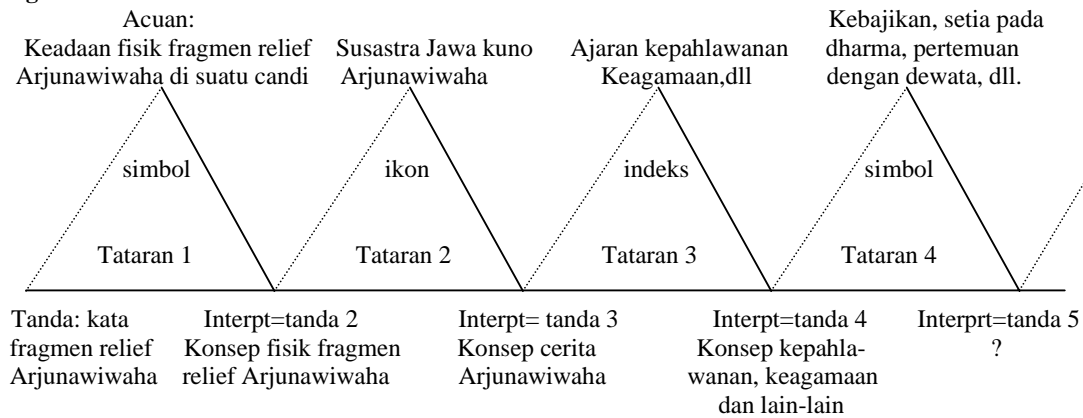 Acuan:
Keadaan fisik fragmen relief
Arjunawiwaha di suatu candi
Susastra Jawa kuno
Arjunawiwaha
Ajaran kepahlawanan
Keagamaan,dll
Kebajikan, setia pada
dharma, pertemuan
dengan dewata, dll.
simbol
ikon
indeks
simbol
Tataran 1
Tataran 2
Tataran 3
Tataran 4
Tanda: kata
fragmen relief
Arjunawiwaha
Interpt=tanda 2
Konsep fisik fragmen
relief Arjunawiwaha
Interpt= tanda 3
Konsep cerita
Arjunawiwaha
Interpt=tanda 4
Konsep kepahla-
wanan, keagamaan
dan lain-lain
Interprt=tanda 5
?